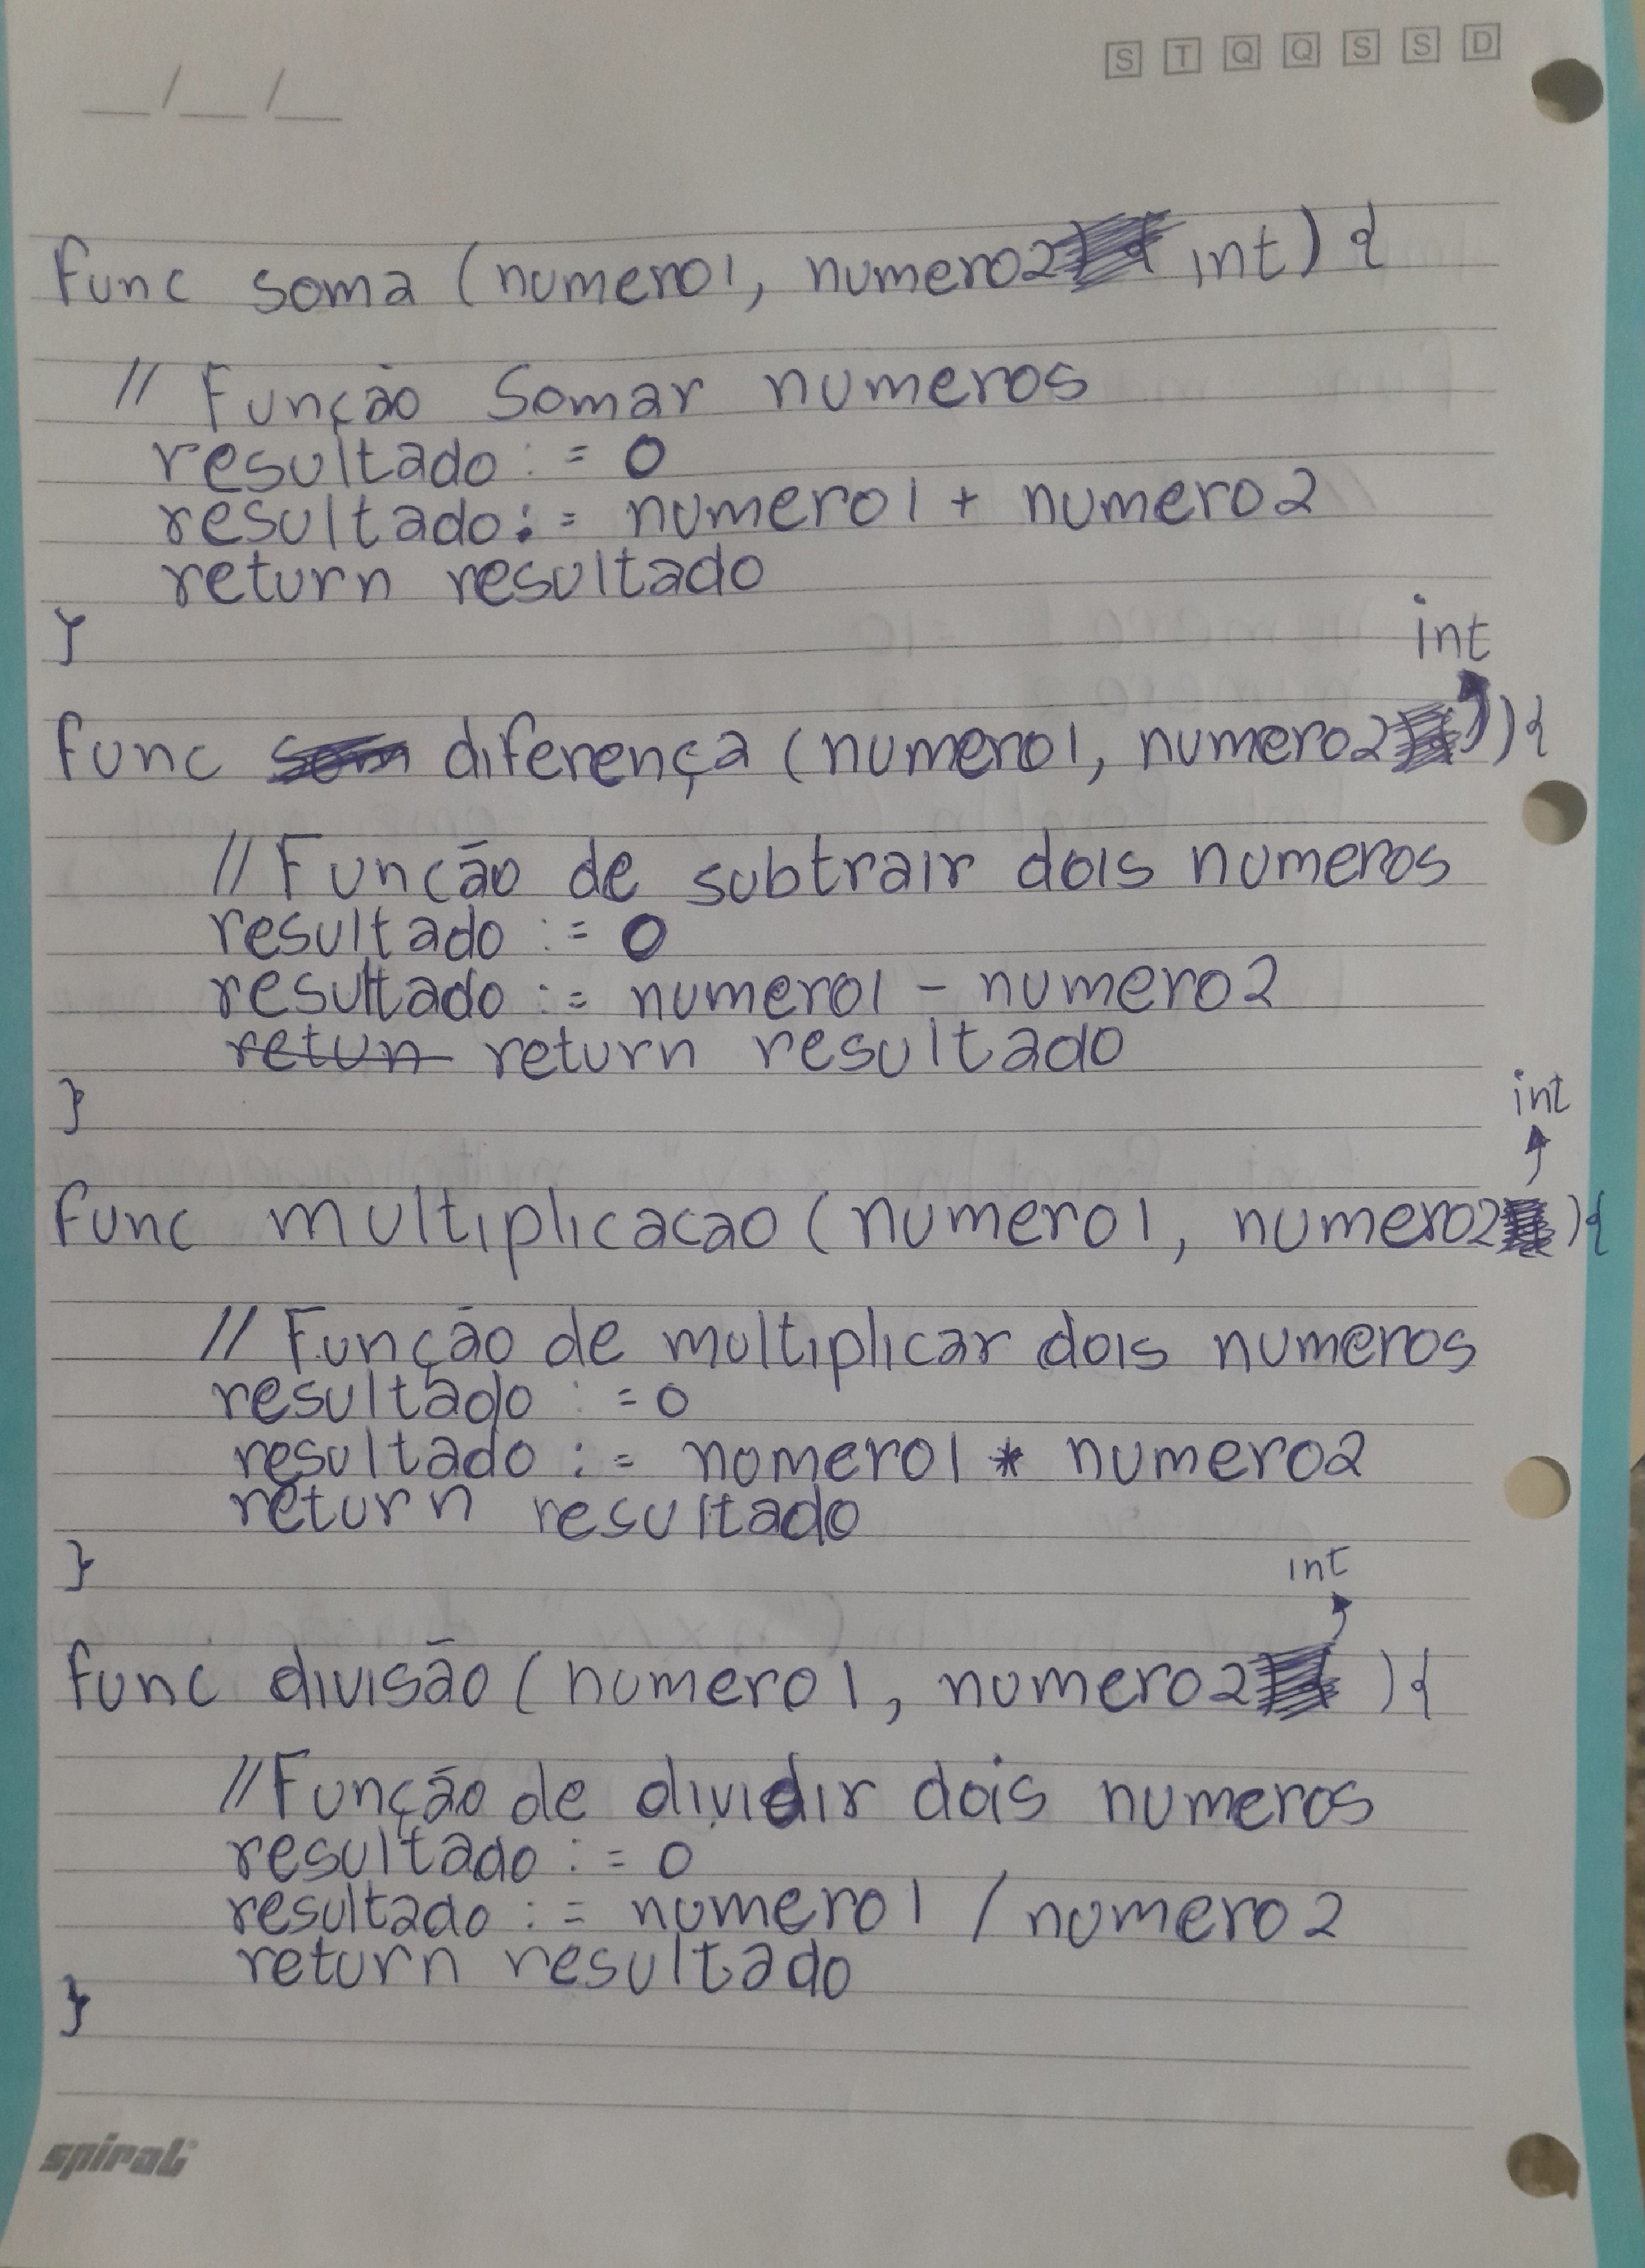 S T Q Q S S D
__/__/__
func soma (numero1, numero2 int) {
// Função Somar numeros
resultado := 0
resultado := numero1 + numero2
return resultado
}
int
func diferença (numero1, numero2 ){
// Função de subtrair dois numeros
resultado := 0
resultado := numero1 - numero2
retun return resultado
}
int
func multiplicacao (numero1, numero2 ){
// Função de multiplicar dois numeros
resultado := 0
resultado := nomero1 * numero2
return resultado
}
int
func divisão (numero1, numero2 ){
//Função de dividir dois numeros
resultado := 0
resultado := numero1 / numero2
return resultado
}
spiral